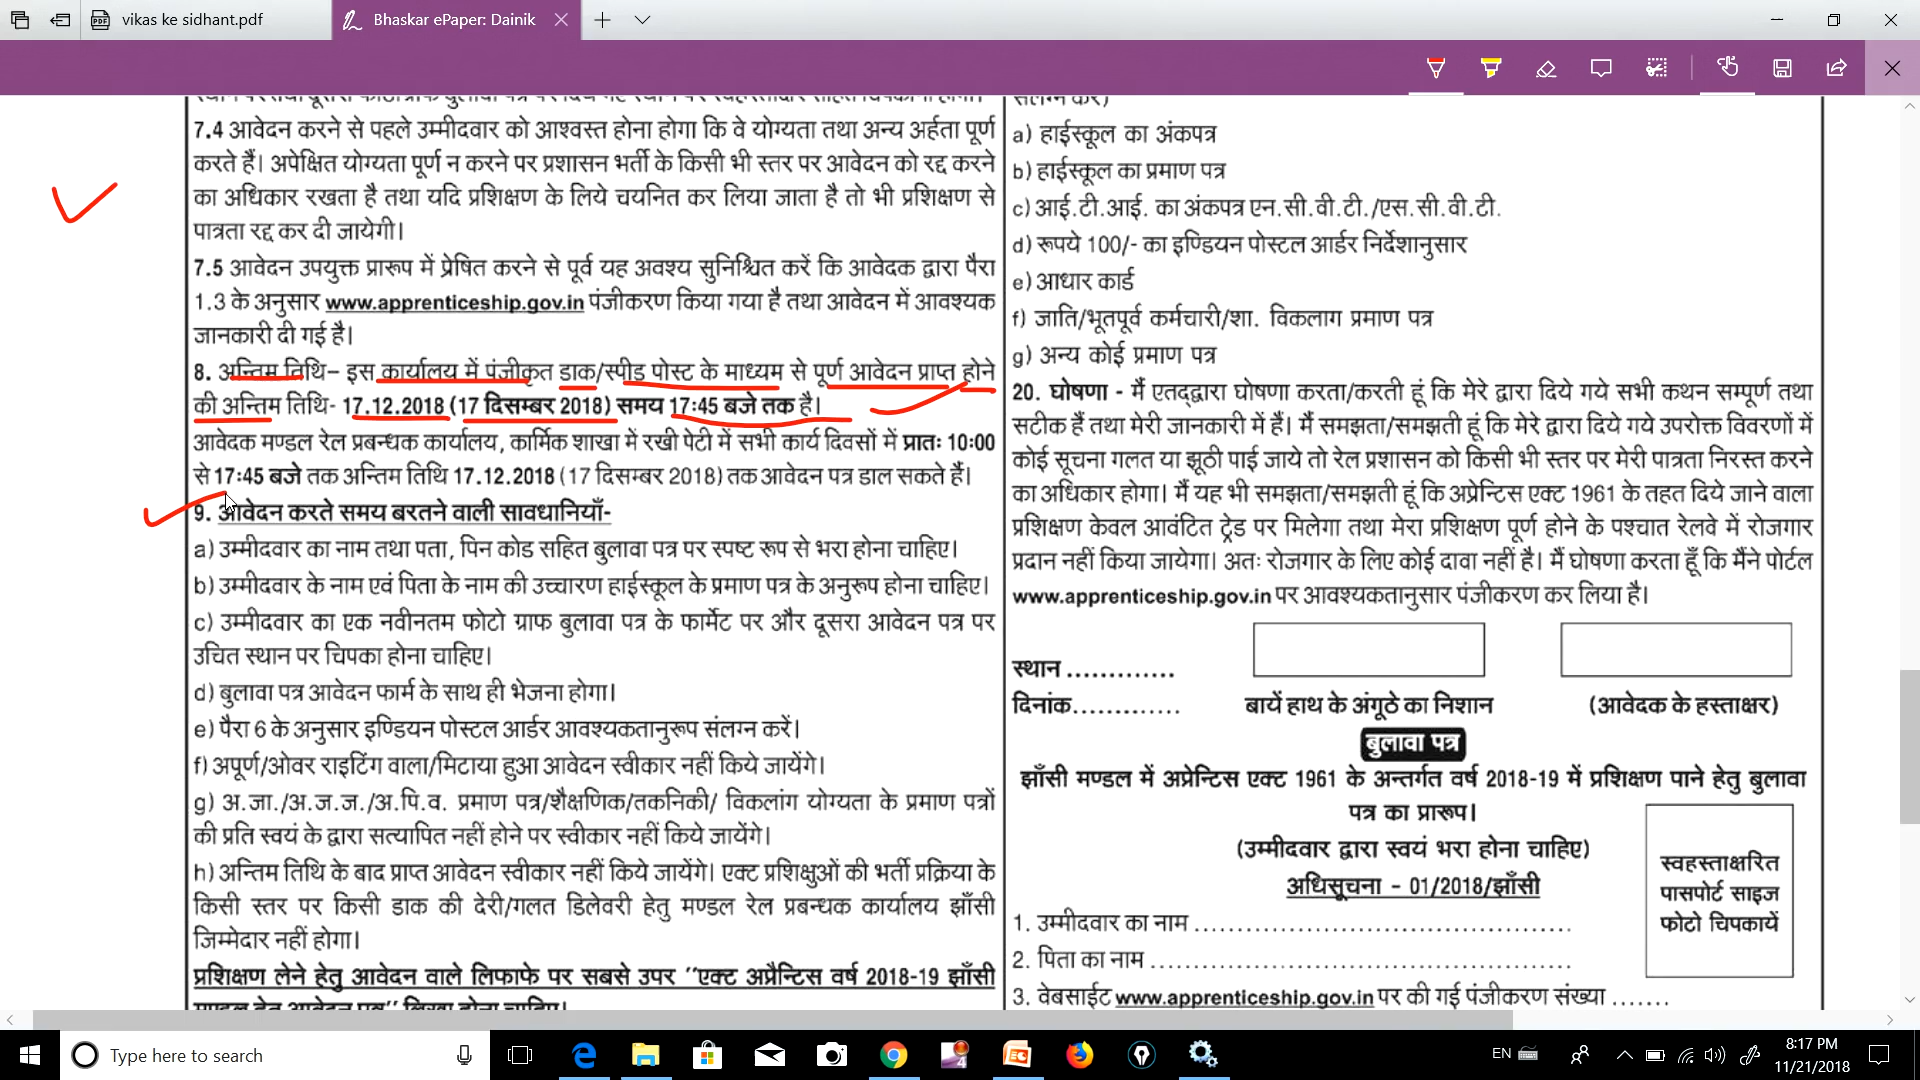 vikas ke sidhant.pdf
Bhaskar ePaper: Dainik
7.4 आवेदन करने से पहले उम्मीदवार को आश्वस्त होना होगा कि वे योग्यता तथा अन्य अर्हता पूर्ण
करते हैं। अपेक्षित योग्यता पूर्ण न करने पर प्रशासन भर्ती के किसी भी स्तर पर आवेदन को रद्द करने
का अधिकार रखता है तथा यदि प्रशिक्षण के लिये चयनित कर लिया जाता है तो भी प्रशिक्षण से
पात्रता रद्द कर दी जायेगी।
7.5 आवेदन उपयुक्त प्रारूप में प्रेषित करने से पूर्व यह अवश्य सुनिश्चित करें कि आवेदक द्वारा पैरा
1.3 के अनुसार www.apprenticeship.gov.in पंजीकरण किया गया है तथा आवेदन में आवश्यक
जानकारी दी गई है।
8. अन्तिम तिथि– इस कार्यालय में पंजीकृत डाक/स्पीड पोस्ट के माध्यम से पूर्ण आवेदन प्राप्त होने
की अन्तिम तिथि- 17.12.2018 (17 दिसम्बर 2018) समय 17:45 बजे तक है।
आवेदक मण्डल रेल प्रबन्धक कार्यालय, कार्मिक शाखा में रखी पेटी में सभी कार्य दिवसों में प्रातः 10:00
से 17:45 बजे तक अन्तिम तिथि 17.12.2018 (17 दिसम्बर 2018) तक आवेदन पत्र डाल सकते हैं।
9. आवेदन करते समय बरतने वाली सावधानियाँ-
a) उम्मीदवार का नाम तथा पता, पिन कोड सहित बुलावा पत्र पर स्पष्ट रूप से भरा होना चाहिए।
b) उम्मीदवार के नाम एवं पिता के नाम की उच्चारण हाईस्कूल के प्रमाण पत्र के अनुरूप होना चाहिए।
c) उम्मीदवार का एक नवीनतम फोटो ग्राफ बुलावा पत्र के फार्मेट पर और दूसरा आवेदन पत्र पर
उचित स्थान पर चिपका होना चाहिए।
d) बुलावा पत्र आवेदन फार्म के साथ ही भेजना होगा।
e) पैरा 6 के अनुसार इण्डियन पोस्टल आर्डर आवश्यकतानुरूप संलग्न करें।
f) अपूर्ण/ओवर राइटिंग वाला/मिटाया हुआ आवेदन स्वीकार नहीं किये जायेंगे।
g) अ.जा./अ.ज.ज./अ.पि.व. प्रमाण पत्र/शैक्षणिक/तकनिकी/ विकलांग योग्यता के प्रमाण पत्रों
की प्रति स्वयं के द्वारा सत्यापित नहीं होने पर स्वीकार नहीं किये जायेंगे।
h) अन्तिम तिथि के बाद प्राप्त आवेदन स्वीकार नहीं किये जायेंगे। एक्ट प्रशिक्षुओं की भर्ती प्रक्रिया के
किसी स्तर पर किसी डाक की देरी/गलत डिलेवरी हेतु मण्डल रेल प्रबन्धक कार्यालय झाँसी
जिम्मेदार नहीं होगा।
प्रशिक्षण लेने हेतु आवेदन वाले लिफाफे पर सबसे उपर "एक्ट अप्रैन्टिस वर्ष 2018-19 झाँसी
मण्डल हेतु आवेदन पत्र" लिखा होना चाहिए।
संलग्न करें)
a) हाईस्कूल का अंकपत्र
b) हाईस्कूल का प्रमाण पत्र
c) आई.टी.आई. का अंकपत्र एन.सी.वी.टी./एस.सी.वी.टी.
d) रूपये 100/- का इण्डियन पोस्टल आर्डर निर्देशानुसार
e) आधार कार्ड
f) जाति/भूतपूर्व कर्मचारी/शा. विकलाग प्रमाण पत्र
g) अन्य कोई प्रमाण पत्र
20. घोषणा - मैं एतद्द्वारा घोषणा करता/करती हूं कि मेरे द्वारा दिये गये सभी कथन सम्पूर्ण तथा
सटीक हैं तथा मेरी जानकारी में हैं। मैं समझता/समझती हूं कि मेरे द्वारा दिये गये उपरोक्त विवरणों में
कोई सूचना गलत या झूठी पाई जाये तो रेल प्रशासन को किसी भी स्तर पर मेरी पात्रता निरस्त करने
का अधिकार होगा। मैं यह भी समझता/समझती हूं कि अप्रेन्टिस एक्ट 1961 के तहत दिये जाने वाला
प्रशिक्षण केवल आवंटित ट्रेड पर मिलेगा तथा मेरा प्रशिक्षण पूर्ण होने के पश्चात रेलवे में रोजगार
प्रदान नहीं किया जायेगा। अतः रोजगार के लिए कोई दावा नहीं है। मैं घोषणा करता हूँ कि मैंने पोर्टल
www.apprenticeship.gov.in पर आवश्यकतानुसार पंजीकरण कर लिया है।
स्थान .............
दिनांक............. बायें हाथ के अंगूठे का निशान (आवेदक के हस्ताक्षर)
बुलावा पत्र
झाँसी मण्डल में अप्रेन्टिस एक्ट 1961 के अन्तर्गत वर्ष 2018-19 में प्रशिक्षण पाने हेतु बुलावा
पत्र का प्रारूप।
(उम्मीदवार द्वारा स्वयं भरा होना चाहिए)
अधिसूचना - 01/2018/झाँसी
स्वहस्ताक्षरित
पासपोर्ट साइज
फोटो चिपकायें
1. उम्मीदवार का नाम ........................................
2. पिता का नाम .............................................
3. वेबसाईट www.apprenticeship.gov.in पर की गई पंजीकरण संख्या .......
Type here to search
EN
8:17 PM
11/21/2018